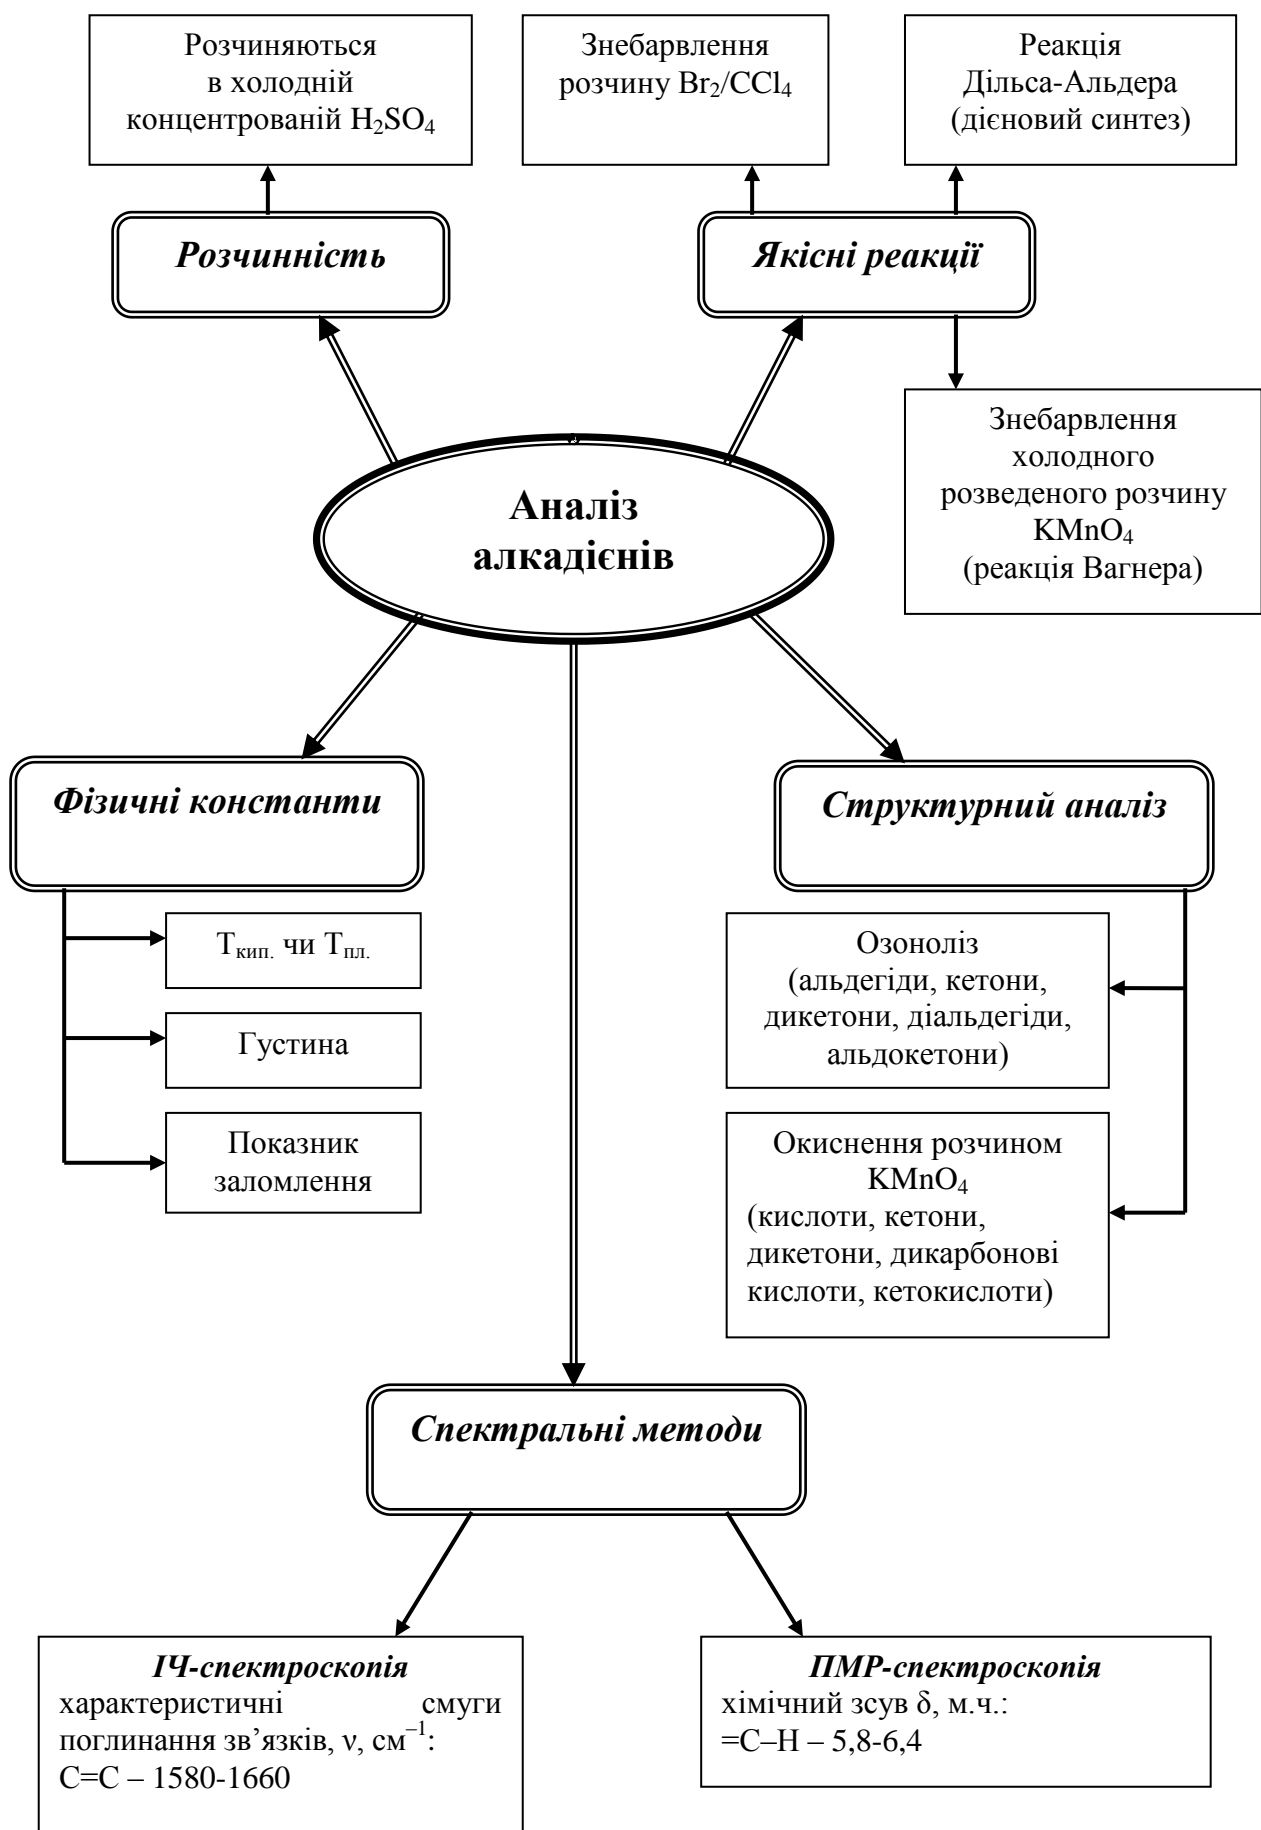 Розчиняються
в холодній
концентрованій H₂SO₄
Знебарвлення
розчину Br₂/CCl₄
Реакція
Дільса-Альдера
(дієновий синтез)
Розчинність
Якісні реакції
Знебарвлення
холодного
розведеного розчину
KMnO₄
(реакція Вагнера)
Аналіз
алкадієнів
Фізичні константи
Структурний аналіз
Ткип. чи Тпл.
Густина
Показник
заломлення
Озоноліз
(альдегіди, кетони,
дикетони, діальдегіди,
альдокетони)
Окиснення розчином
KMnO₄
(кислоти, кетони,
дикетони, дикарбонові
кислоти, кетокислоти)
Спектральні методи
ІЧ-спектроскопія
характеристичні смуги
поглинання зв’язків, ν, см⁻¹:
C=C – 1580-1660
ПМР-спектроскопія
хімічний зсув δ, м.ч.:
=C–H – 5,8-6,4